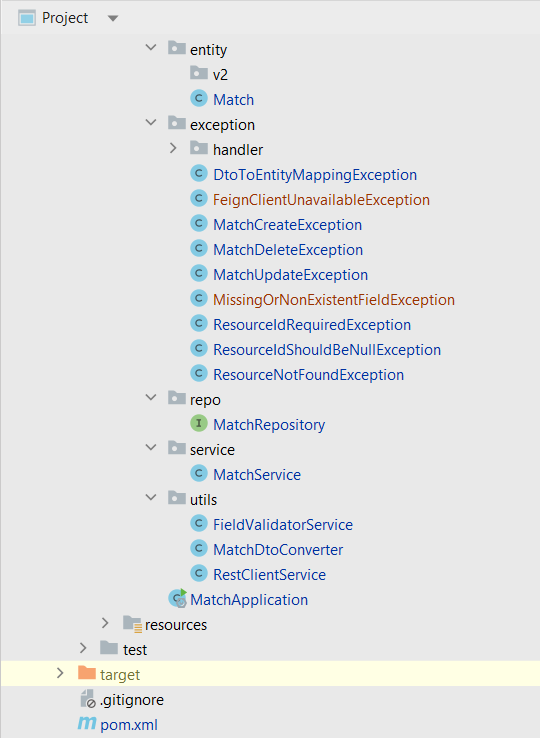 Project
entity
v2
Match
exception
handler
DtoToEntityMappingException
FeignClientUnavailableException
MatchCreateException
MatchDeleteException
MatchUpdateException
MissingOrNonExistentFieldException
ResourceIdRequiredException
ResourceIdShouldBeNullException
ResourceNotFoundException
repo
MatchRepository
service
MatchService
utils
FieldValidatorService
MatchDtoConverter
RestClientService
MatchApplication
resources
test
target
.gitignore
pom.xml